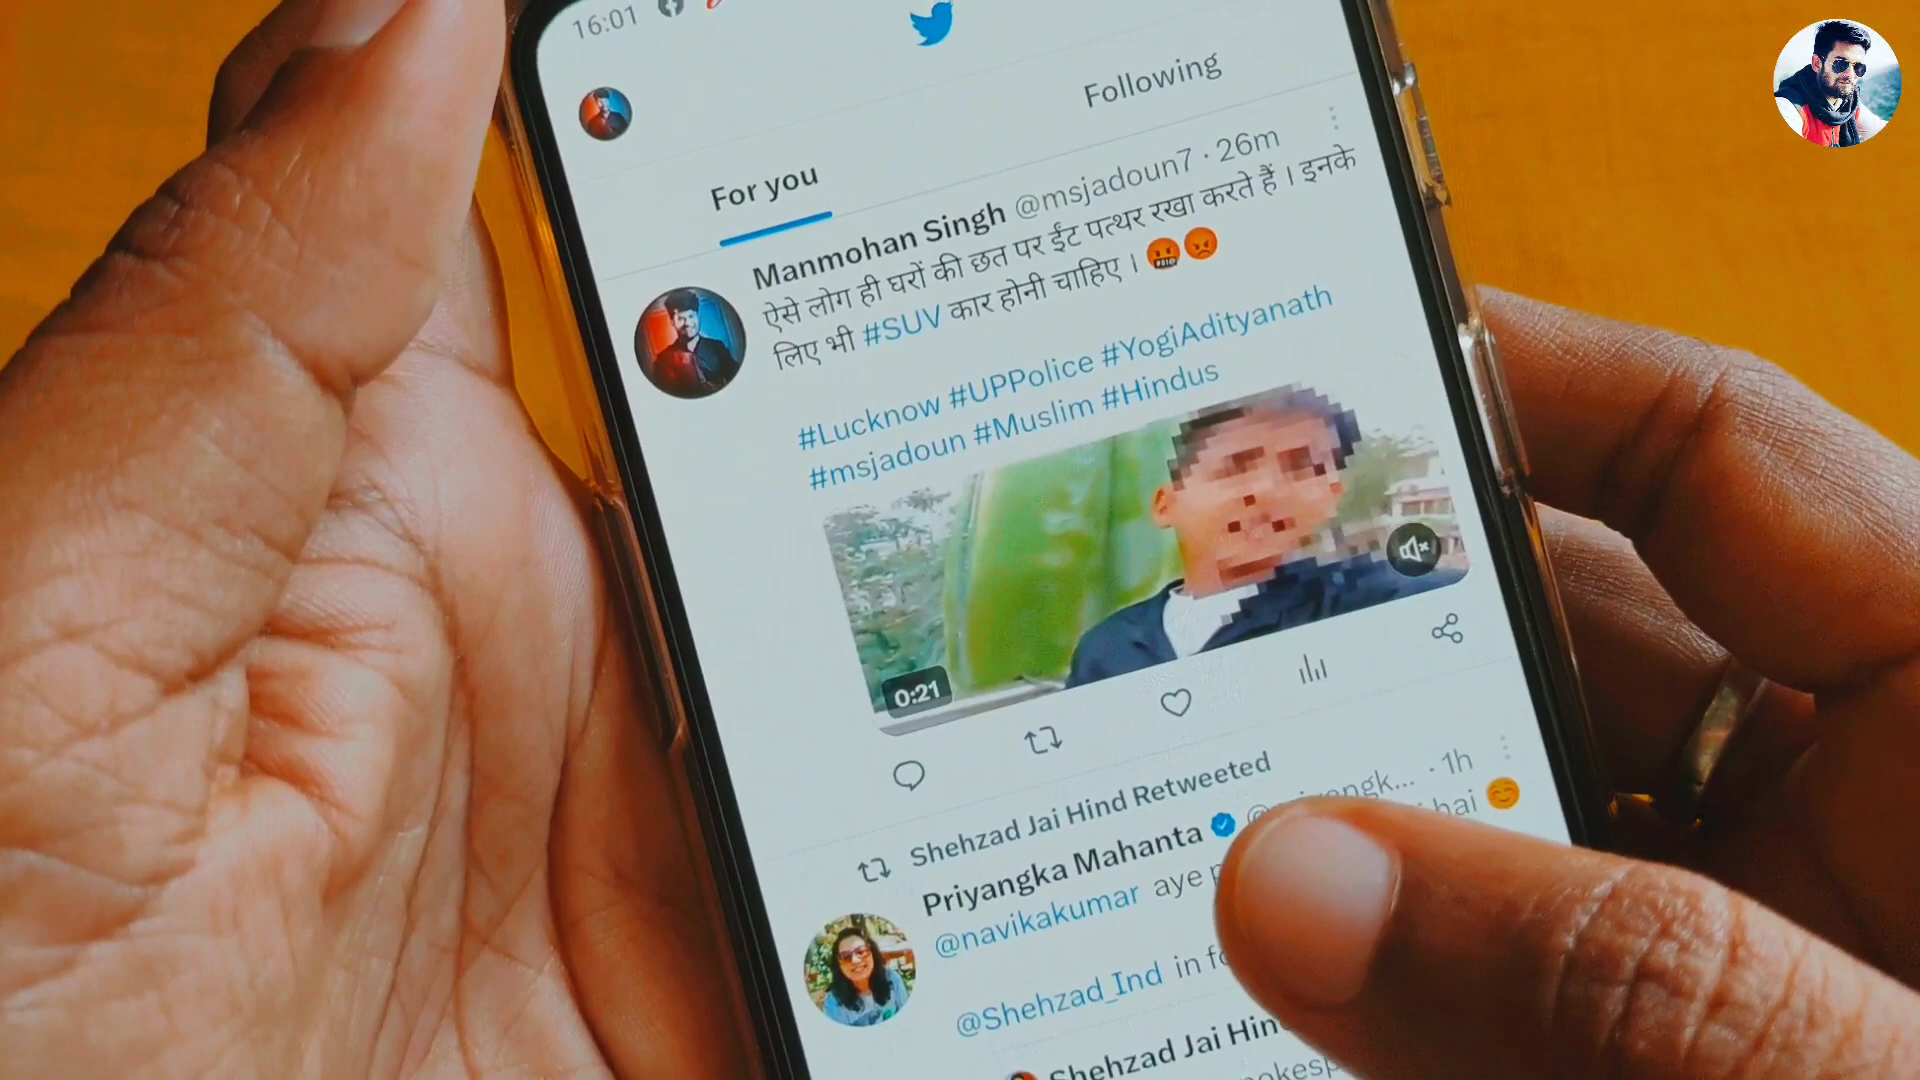 16:01
For you
Following
Manmohan Singh @msjadoun7 · 26m
ऐसे लोग ही घरों की छत पर ईंट पत्थर रखा करते हैं । इनके
लिए भी #SUV कार होनी चाहिए । 🤬😡
#Lucknow #UPPolice #YogiAdityanath
#msjadoun #Muslim #Hindus
0:21
Shehzad Jai Hind Retweeted
Priyangka Mahanta · 1h
@navikakumar aye hai ☺️
@Shehzad_Ind in
Shehzad Jai